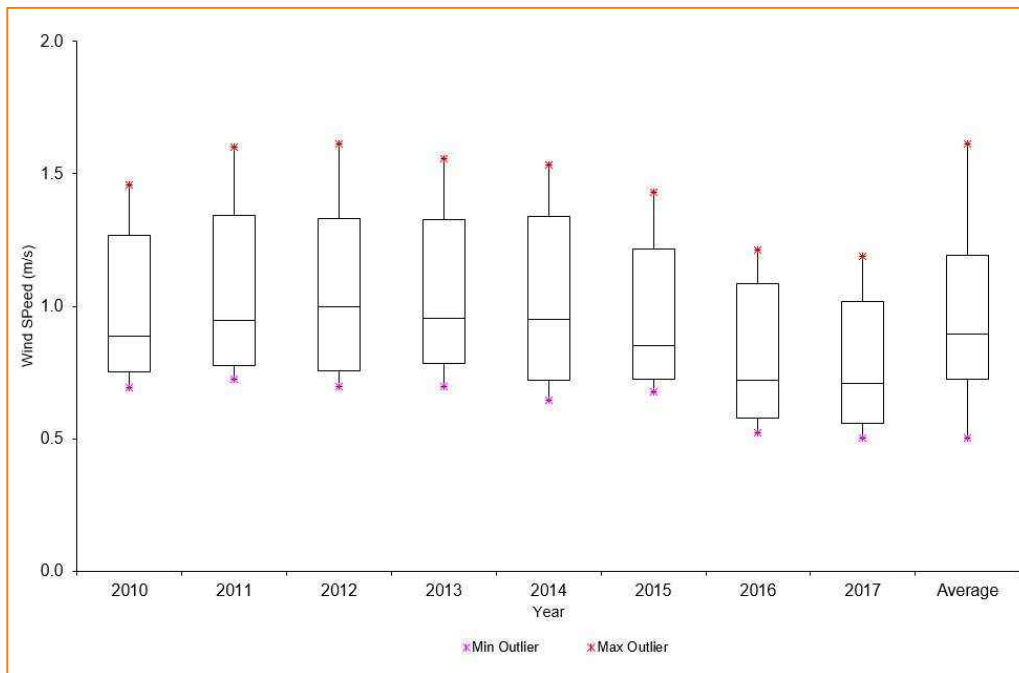 2.0
1.5
1.0
0.5
0.0
Wind SPeed (m/s)
2010 2011 2012 2013 2014 2015 2016 2017 Average
Year
Min Outlier Max Outlier